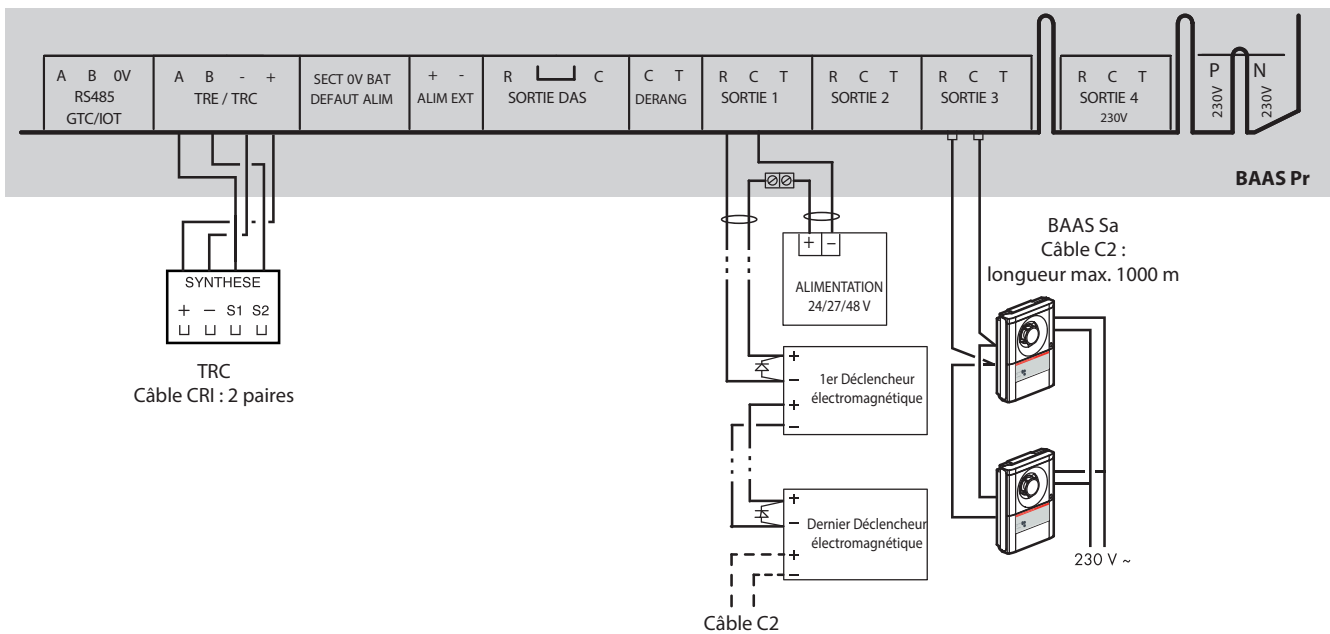 A B 0V
RS485
GTC/IOT
A B - +
TRE / TRC
SECT 0V BAT
DEFAUT ALIM
+ -
ALIM EXT
R C
SORTIE DAS
C T
DERANG
R C T
SORTIE 1
R C T
SORTIE 2
R C T
SORTIE 3
R C T
SORTIE 4
230V
P N
230V
230V
BAAS Pr
SYNTHESE
+ − S1 S2
TRC
Câble CRI : 2 paires
+ −
ALIMENTATION
24/27/48 V
+
−
1er Déclencheur
électromagnétique
+
−
+
−
Dernier Déclencheur
électromagnétique
+
−
Câble C2
BAAS Sa
Câble C2 :
longueur max. 1000 m
230 V ~